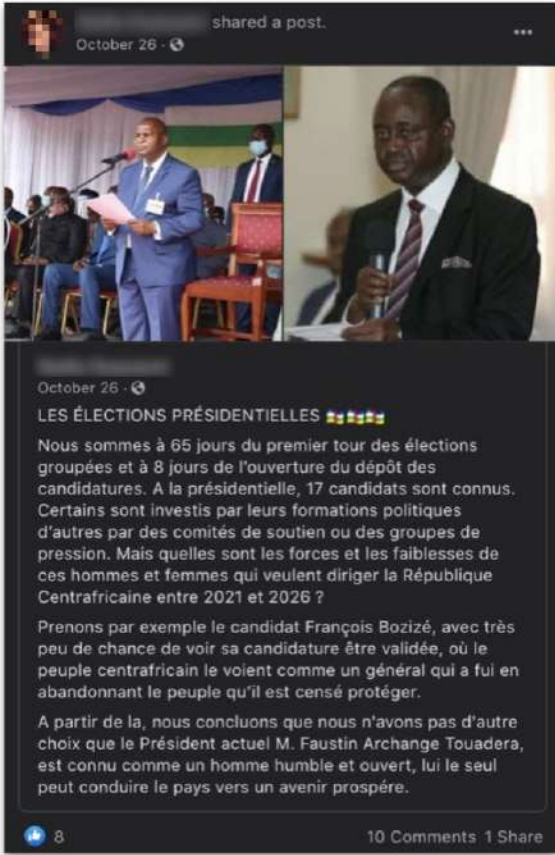 shared a post.
October 26 ·
October 26 ·
LES ÉLECTIONS PRÉSIDENTIELLES
Nous sommes à 65 jours du premier tour des élections
groupées et à 8 jours de l'ouverture du dépôt des
candidatures. A la présidentielle, 17 candidats sont connus.
Certains sont investis par leurs formations politiques
d'autres par des comités de soutien ou des groupes de
pression. Mais quelles sont les forces et les faiblesses de
ces hommes et femmes qui veulent diriger la République
Centrafricaine entre 2021 et 2026 ?
Prenons par exemple le candidat François Bozizé, avec très
peu de chance de voir sa candidature être validée, où le
peuple centrafricain le voient comme un général qui a fui en
abandonnant le peuple qu'il est censé protéger.
A partir de la, nous concluons que nous n'avons pas d'autre
choix que le Président actuel M. Faustin Archange Touadera,
est connu comme un homme humble et ouvert, lui le seul
peut conduire le pays vers un avenir prospére.
8
10 Comments 1 Share